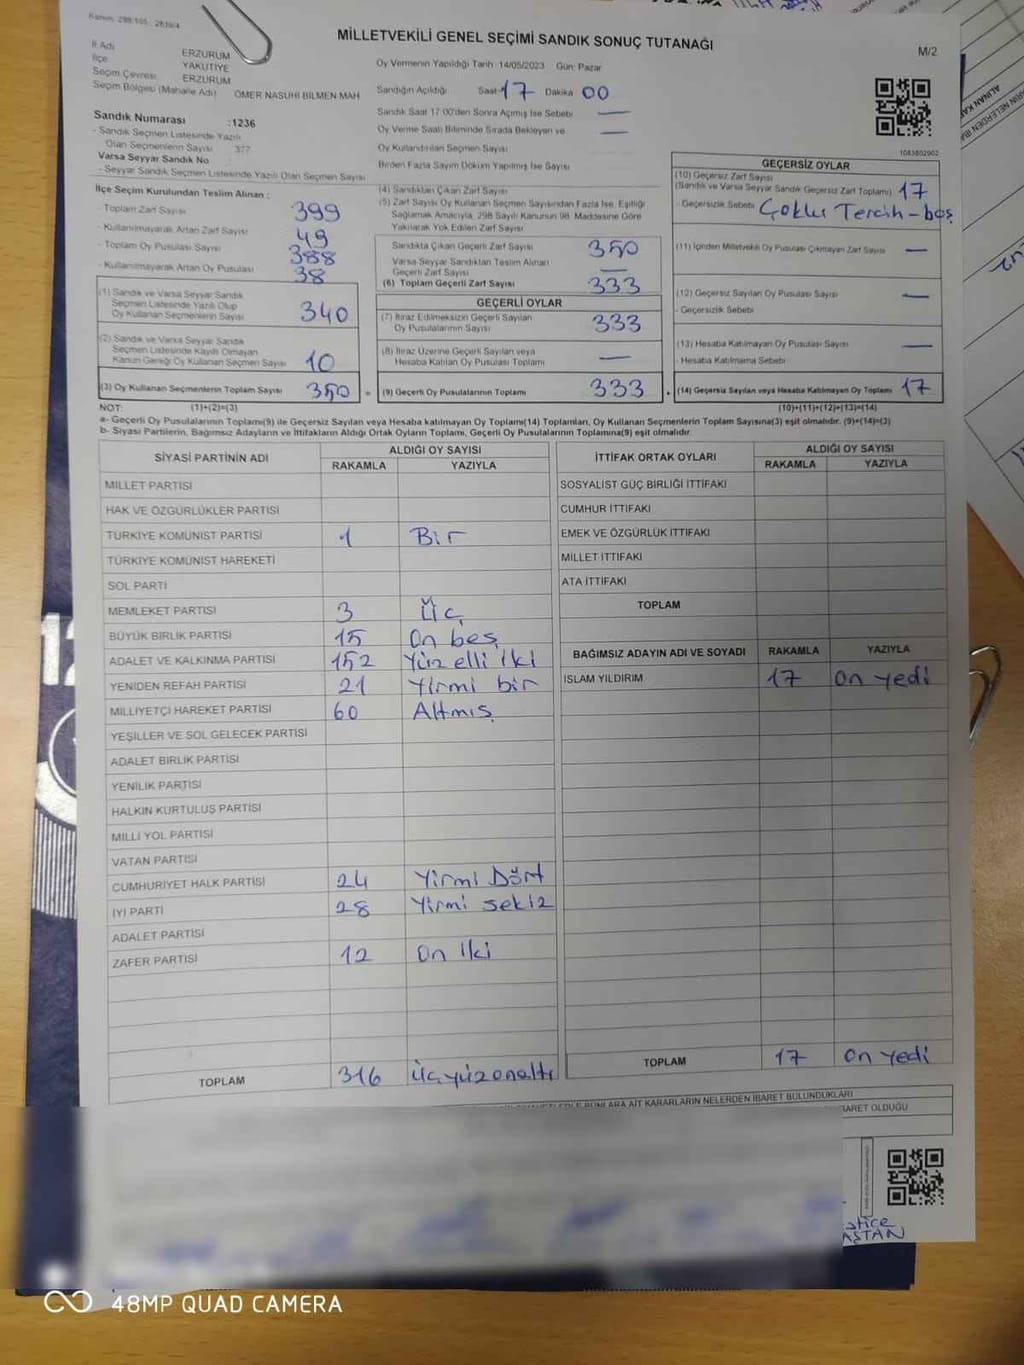 Kanun: 298/105 : 2839/4
MİLLETVEKİLİ GENEL SEÇİMİ SANDIK SONUÇ TUTANAĞI
M/2
İl Adı ERZURUM
İlçe YAKUTİYE
Seçim Çevresi ERZURUM
Seçim Bölgesi (Mahalle Adı) ÖMER NASUHİ BİLMEN MAH
Oy Vermenin Yapıldığı Tarih :14/05/2023 Gün: Pazar
Sandığın Açıldığı Saat 17 Dakika 00
Sandık Saat 17:00'den Sonra Açılmış İse Sebebi —
Oy Verme Saati Bitiminde Sırada Bekleyen ve —
Oy Kullandırılan Seçmen Sayısı
Birden Fazla Sayım Döküm Yapılmış İse Sayısı
Sandık Numarası :1236
- Sandık Seçmen Listesinde Yazılı
Olan Seçmenlerin Sayısı 377
Varsa Seyyar Sandık No
- Seyyar Sandık Seçmen Listesinde Yazılı Olan Seçmen Sayısı
İlçe Seçim Kurulundan Teslim Alınan :
- Toplam Zarf Sayısı 399
- Kullanılmayarak Artan Zarf Sayısı 49
- Toplam Oy Pusulası Sayısı 388
- Kullanılmayarak Artan Oy Pusulası 38
(1) Sandık ve Varsa Seyyar Sandık
Seçmen Listesinde Yazılı Olup
Oy Kullanan Seçmenlerin Sayısı 340
(2) Sandık ve Varsa Seyyar Sandık
Seçmen Listesinde Kayıtlı Olmayan
Kanun Gereği Oy Kullanan Seçmen Sayısı 10
(3) Oy Kullanan Seçmenlerin Toplam Sayısı 350 =
(4) Sandıktan Çıkan Zarf Sayısı
(5) Zarf Sayısı Oy Kullanan Seçmen Sayısından Fazla İse, Eşitliği
Sağlamak Amacıyla, 298 Sayılı Kanunun 98. Maddesine Göre
Yakılarak Yok Edilen Zarf Sayısı
Sandıkta Çıkan Geçerli Zarf Sayısı 350
Varsa Seyyar Sandıktan Teslim Alınan
Geçerli Zarf Sayısı —
(6) Toplam Geçerli Zarf Sayısı 333
GEÇERLİ OYLAR
(7) İtiraz Edilmeksizin Geçerli Sayılan
Oy Pusulalarının Sayısı 333
(8) İtiraz Üzerine Geçerli Sayılan veya
Hesaba Katılan Oy Pusulası Toplamı —
(9) Geçerli Oy Pusulalarının Toplamı 333
1083802902
GEÇERSİZ OYLAR
(10) Geçersiz Zarf Sayısı
(Sandık ve Varsa Seyyar Sandık Geçersiz Zarf Toplamı) 17
- Geçersizlik Sebebi Çoklu Tercih - boş
(11) İçinden Milletvekili Oy Pusulası Çıkmayan Zarf Sayısı —
(12) Geçersiz Sayılan Oy Pusulası Sayısı —
- Geçersizlik Sebebi
(13) Hesaba Katılmayan Oy Pusulası Sayısı —
- Hesaba Katılmama Sebebi
(14) Geçersiz Sayılan veya Hesaba Katılmayan Oy Toplamı 17
NOT: (1)+(2)=(3)
(10)+(11)+(12)+(13)=(14)
a- Geçerli Oy Pusulalarının Toplamı(9) ile Geçersiz Sayılan veya Hesaba katılmayan Oy Toplamı(14) Toplamları, Oy Kullanan Seçmenlerin Toplam Sayısına(3) eşit olmalıdır. (9)+(14)=(3)
b- Siyasi Partilerin, Bağımsız Adayların ve İttifakların Aldığı Ortak Oyların Toplamı, Geçerli Oy Pusulalarının Toplamına(9) eşit olmalıdır.
SİYASİ PARTİNİN ADI ALDIĞI OY SAYISI
RAKAMLA YAZIYLA
MİLLET PARTİSİ
HAK VE ÖZGÜRLÜKLER PARTİSİ
TÜRKİYE KOMÜNİST PARTİSİ 1 Bir
TÜRKİYE KOMÜNİST HAREKETİ
SOL PARTİ
MEMLEKET PARTİSİ 3 Üç
BÜYÜK BİRLİK PARTİSİ 15 On beş
ADALET VE KALKINMA PARTİSİ 152 Yüz elli iki
YENİDEN REFAH PARTİSİ 21 Yirmi bir
MİLLİYETÇİ HAREKET PARTİSİ 60 Altmış
YEŞİLLER VE SOL GELECEK PARTİSİ
ADALET BİRLİK PARTİSİ
YENİLİK PARTİSİ
HALKIN KURTULUŞ PARTİSİ
MİLLİ YOL PARTİSİ
VATAN PARTİSİ
CUMHURİYET HALK PARTİSİ 24 Yirmi Dört
İYİ PARTİ 28 Yirmi sekiz
ADALET PARTİSİ
ZAFER PARTİSİ 12 On iki
TOPLAM 316 Üçyüzonaltı
İTTİFAK ORTAK OYLARI ALDIĞI OY SAYISI
RAKAMLA YAZIYLA
SOSYALİST GÜÇ BİRLİĞİ İTTİFAKI
CUMHUR İTTİFAKI
EMEK VE ÖZGÜRLÜK İTTİFAKI
MİLLET İTTİFAKI
ATA İTTİFAKI
TOPLAM
BAĞIMSIZ ADAYIN ADI VE SOYADI RAKAMLA YAZIYLA
İSLAM YILDIRIM 17 On yedi
TOPLAM 17 On yedi
BUNLARA AİT KARARLARIN NELERDEN İBARET BULUNDUKLARI
İBARET OLDUĞU
48MP QUAD CAMERA